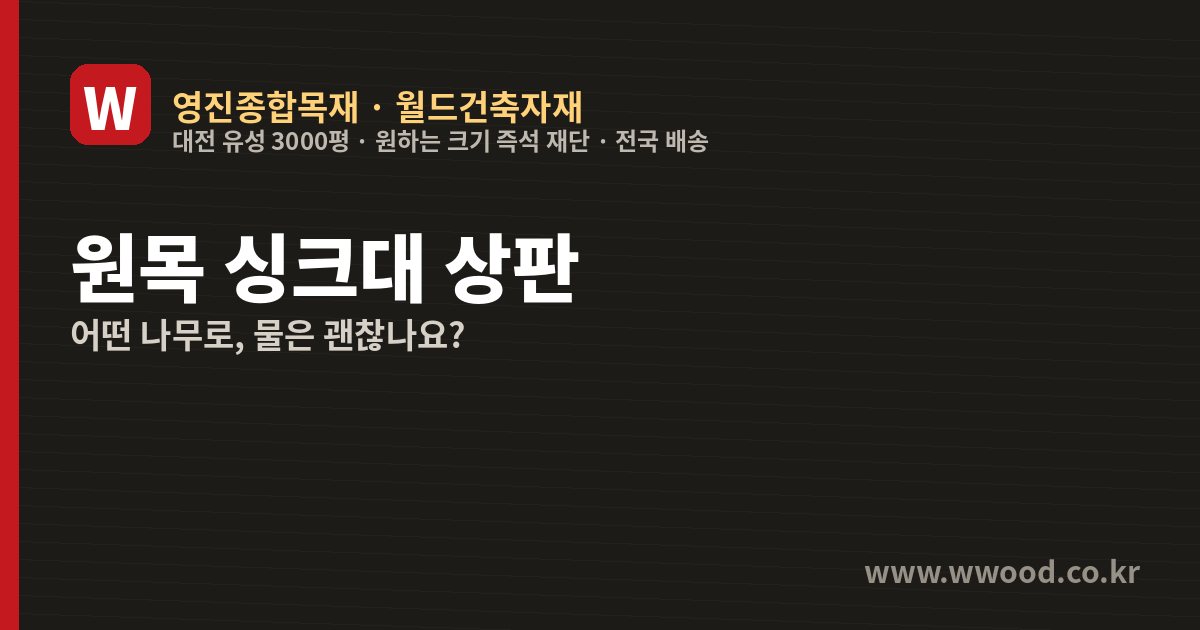 W
영진종합목재 · 월드건축자재
대전 유성 3000평 · 원하는 크기 즉석 재단 · 전국 배송
원목 싱크대 상판
어떤 나무로, 물은 괜찮나요?
www.wwood.co.kr